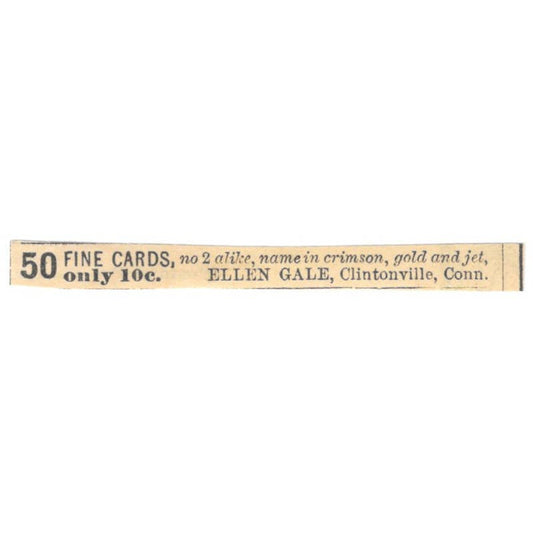 50 FINE CARDS, no 2 alike, name in crimson, gold and jet,
only 10c. ELLEN GALE, Clintonville, Conn.